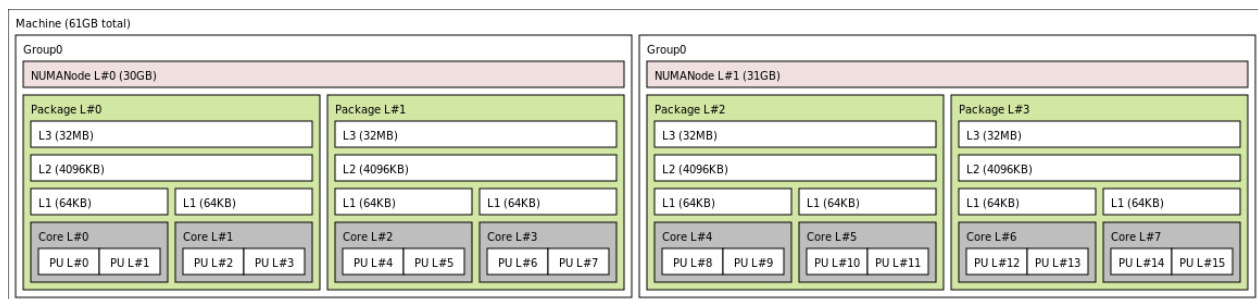 Machine (61GB total)
Group0
NUMANode L#0 (30GB)
Package L#0
L3 (32MB)
L2 (4096KB)
L1 (64KB) L1 (64KB)
Core L#0 Core L#1
PU L#0 PU L#1 PU L#2 PU L#3
Package L#1
L3 (32MB)
L2 (4096KB)
L1 (64KB) L1 (64KB)
Core L#2 Core L#3
PU L#4 PU L#5 PU L#6 PU L#7
Group0
NUMANode L#1 (31GB)
Package L#2
L3 (32MB)
L2 (4096KB)
L1 (64KB) L1 (64KB)
Core L#4 Core L#5
PU L#8 PU L#9 PU L#10 PU L#11
Package L#3
L3 (32MB)
L2 (4096KB)
L1 (64KB) L1 (64KB)
Core L#6 Core L#7
PU L#12 PU L#13 PU L#14 PU L#15